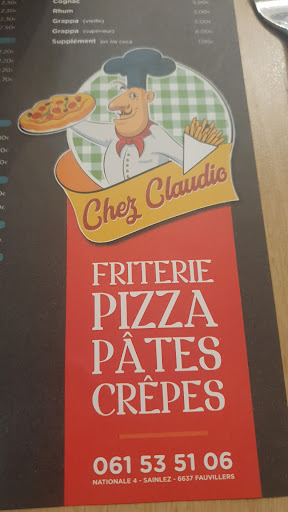 Cognac
Rhum
Grappa (vieille)
Grappa (supérieur)
Supplément
Chez Claudio
FRITERIE
PIZZA
PÂTES
CRÊPES
061 53 51 06
NATIONALE 4 - SAINLEZ - 6637 FAUVILLERS